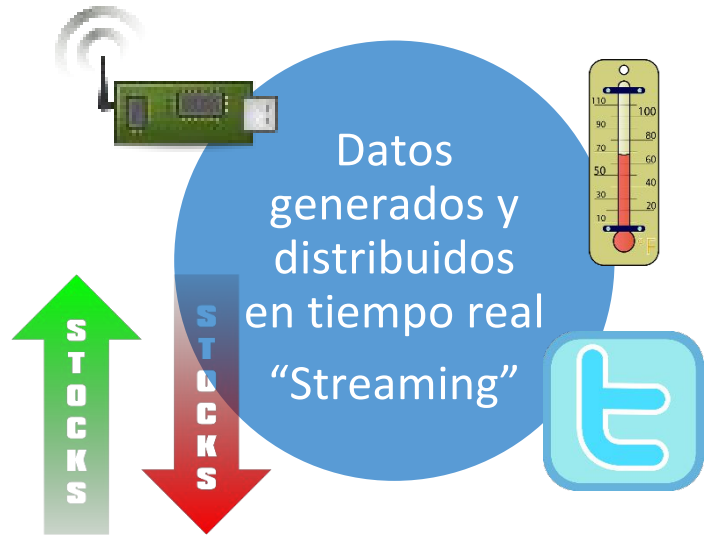 Datos
generados y
distribuidos
en tiempo real
“Streaming”
STOCKS
STOCKS
110
90
70
50
30
10
100
80
60
40
20
°F
t